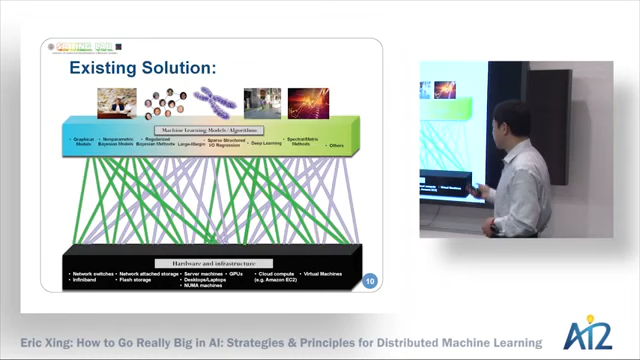 SAILING LAB
Existing Solution:
Machine Learning Models/Algorithms
• Graphical Models
• Nonparametric Bayesian Models
• Regularized Bayesian Methods
• Large-Margin
• Sparse Structured I/O Regression
• Deep Learning
• Spectral/Matrix Methods
• Others
Hardware and infrastructure
• Network switches
• Infiniband
• Network attached storage
• Flash storage
• Server machines
• Desktops/Laptops
• NUMA machines
• GPUs
• Cloud compute (e.g. Amazon EC2)
• Virtual Machines
10
Eric Xing: How to Go Really Big in AI: Strategies & Principles for Distributed Machine Learning
AI2